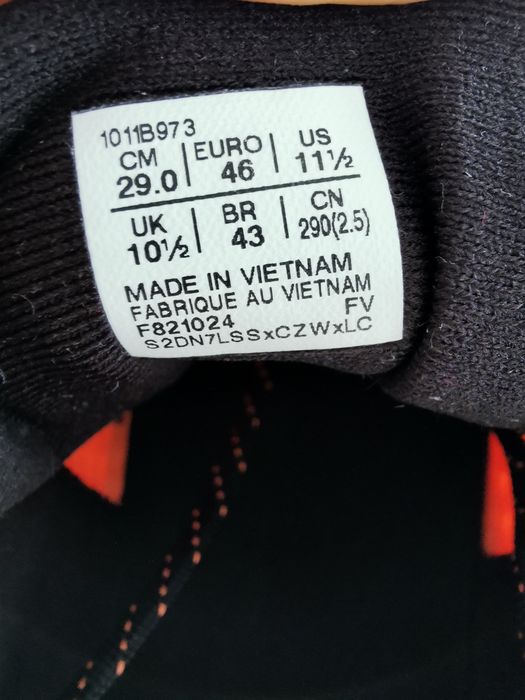 1011B973
CM EURO US
29.0 46 11½
UK BR CN
10½ 43 290(2.5)
MADE IN VIETNAM
FABRIQUE AU VIETNAM
F821024 FV
S2DN7LSSxCZWxLC